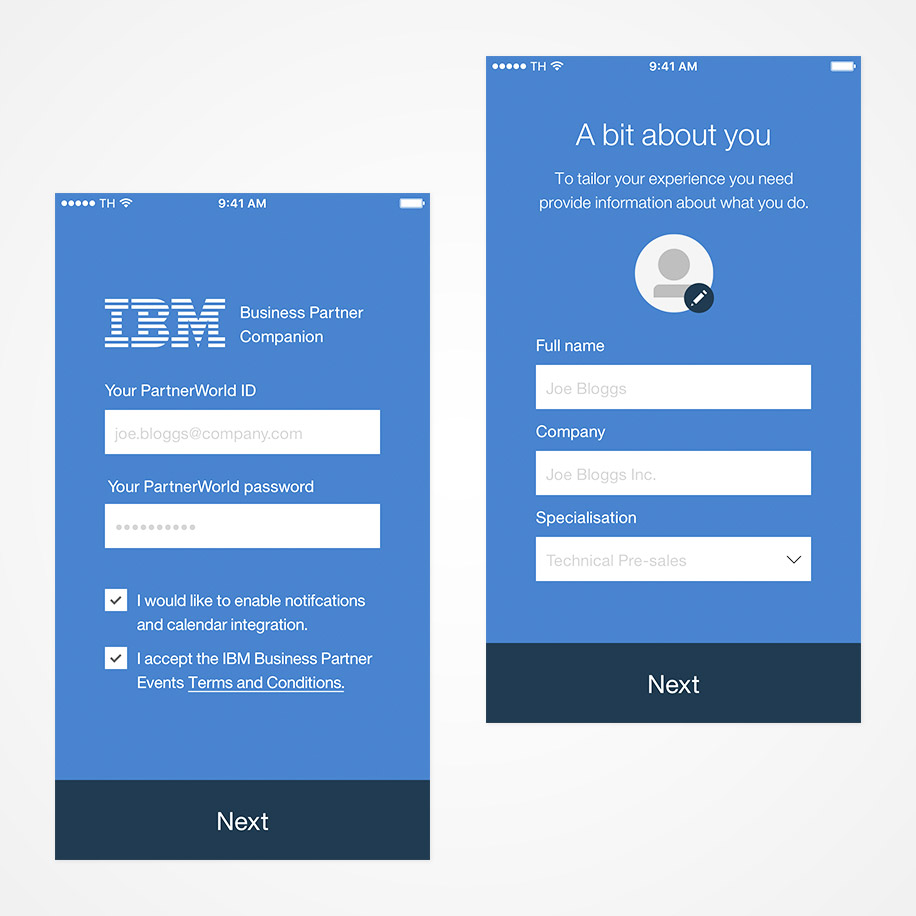 TH 9:41 AM
IBM Business Partner
Companion
Your PartnerWorld ID
joe.bloggs@company.com
Your PartnerWorld password
I would like to enable notifcations
and calendar integration.
I accept the IBM Business Partner
Events Terms and Conditions.
Next
TH 9:41 AM
A bit about you
To tailor your experience you need
provide information about what you do.
Full name
Joe Bloggs
Company
Joe Bloggs Inc.
Specialisation
Technical Pre-sales
Next